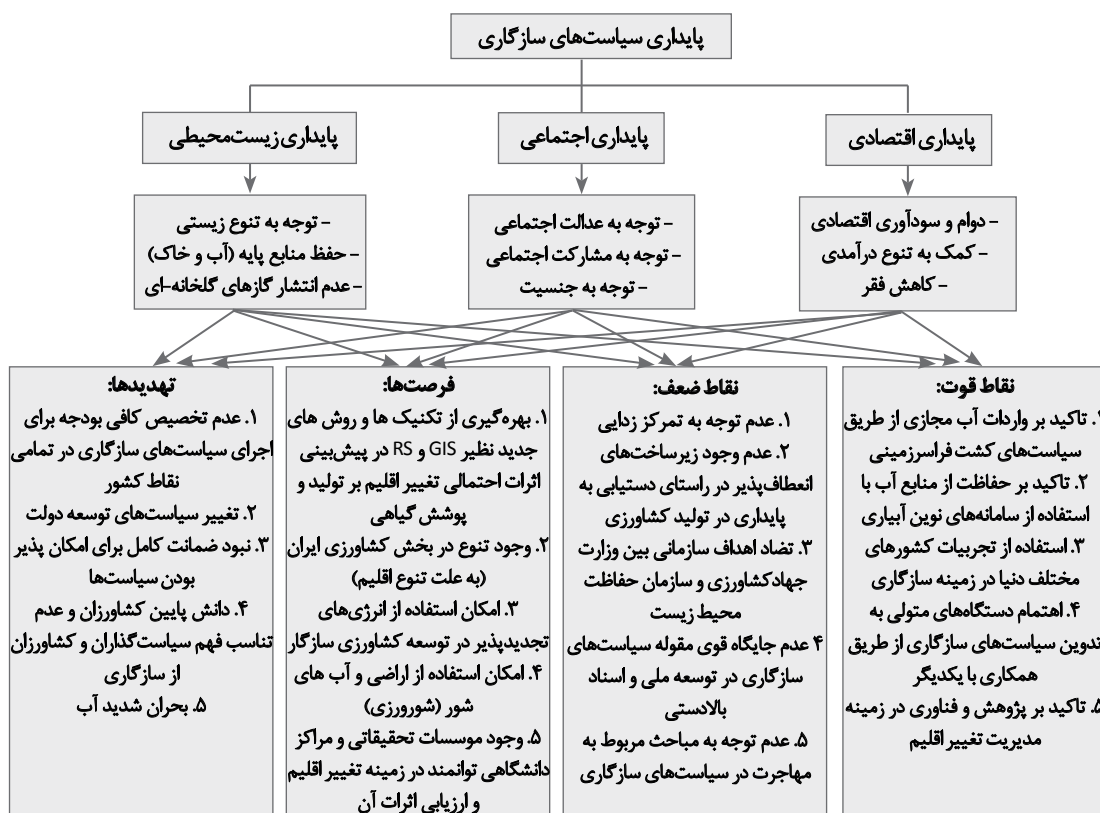 پایداری سیاست‌های سازگاری
پایداری اقتصادی
پایداری اجتماعی
پایداری زیست‌محیطی
- دوام و سودآوری اقتصادی
- کمک به تنوع درآمدی
- کاهش فقر
- توجه به عدالت اجتماعی
- توجه به مشارکت اجتماعی
- توجه به جنسیت
- توجه به تنوع زیستی
- حفظ منابع پایه (آب و خاک)
- عدم انتشار گازهای گلخانه-ای
نقاط قوت:
۱. تاکید بر واردات آب مجازی از طریق
سیاست‌های کشت فراسرزمینی
۲. تاکید بر حفاظت از منابع آب با
استفاده از سامانه‌های نوین آبیاری
۳. استفاده از تجربیات کشورهای
مختلف دنیا در زمینه سازگاری
۴. اهتمام دستگاه‌های متولی به
تدوین سیاست‌های سازگاری از طریق
همکاری با یکدیگر
۵. تاکید بر پژوهش و فناوری در زمینه
مدیریت تغییر اقلیم
نقاط ضعف:
۱. عدم توجه به تمرکز زدایی
۲. عدم وجود زیرساخت‌های
انعطاف‌پذیر در راستای دستیابی به
پایداری در تولید کشاورزی
۳. تضاد اهداف سازمانی بین وزارت
جهادکشاورزی و سازمان حفاظت
محیط زیست
۴ عدم جایگاه قوی مقوله سیاست‌های
سازگاری در توسعه ملی و اسناد
بالادستی
۵. عدم توجه به مباحث مربوط به
مهاجرت در سیاست‌های سازگاری
فرصت‌ها:
۱. بهره‌گیری از تکنیک ها و روش های
جدید نظیر GIS و RS در پیش‌بینی
اثرات احتمالی تغییر اقلیم بر تولید و
پوشش گیاهی
۲. وجود تنوع در بخش کشاورزی ایران
(به علت تنوع اقلیم)
۳. امکان استفاده از انرژی‌های
تجدیدپذیر در توسعه کشاورزی سازگار
۴. امکان استفاده از اراضی و آب های
شور (شورورزی)
۵. وجود موسسات تحقیقاتی و مراکز
دانشگاهی توانمند در زمینه تغییر اقلیم
و ارزیابی اثرات آن
تهدیدها:
۱. عدم تخصیص کافی بودجه برای
اجرای سیاست‌های سازگاری در تمامی
نقاط کشور
۲. تغییر سیاست‌های توسعه دولت
۳. نبود ضمانت کامل برای امکان پذیر
بودن سیاست‌ها
۴. دانش پایین کشاورزان و عدم
تناسب فهم سیاست‌گذاران و کشاورزان
از سازگاری
۵. بحران شدید آب